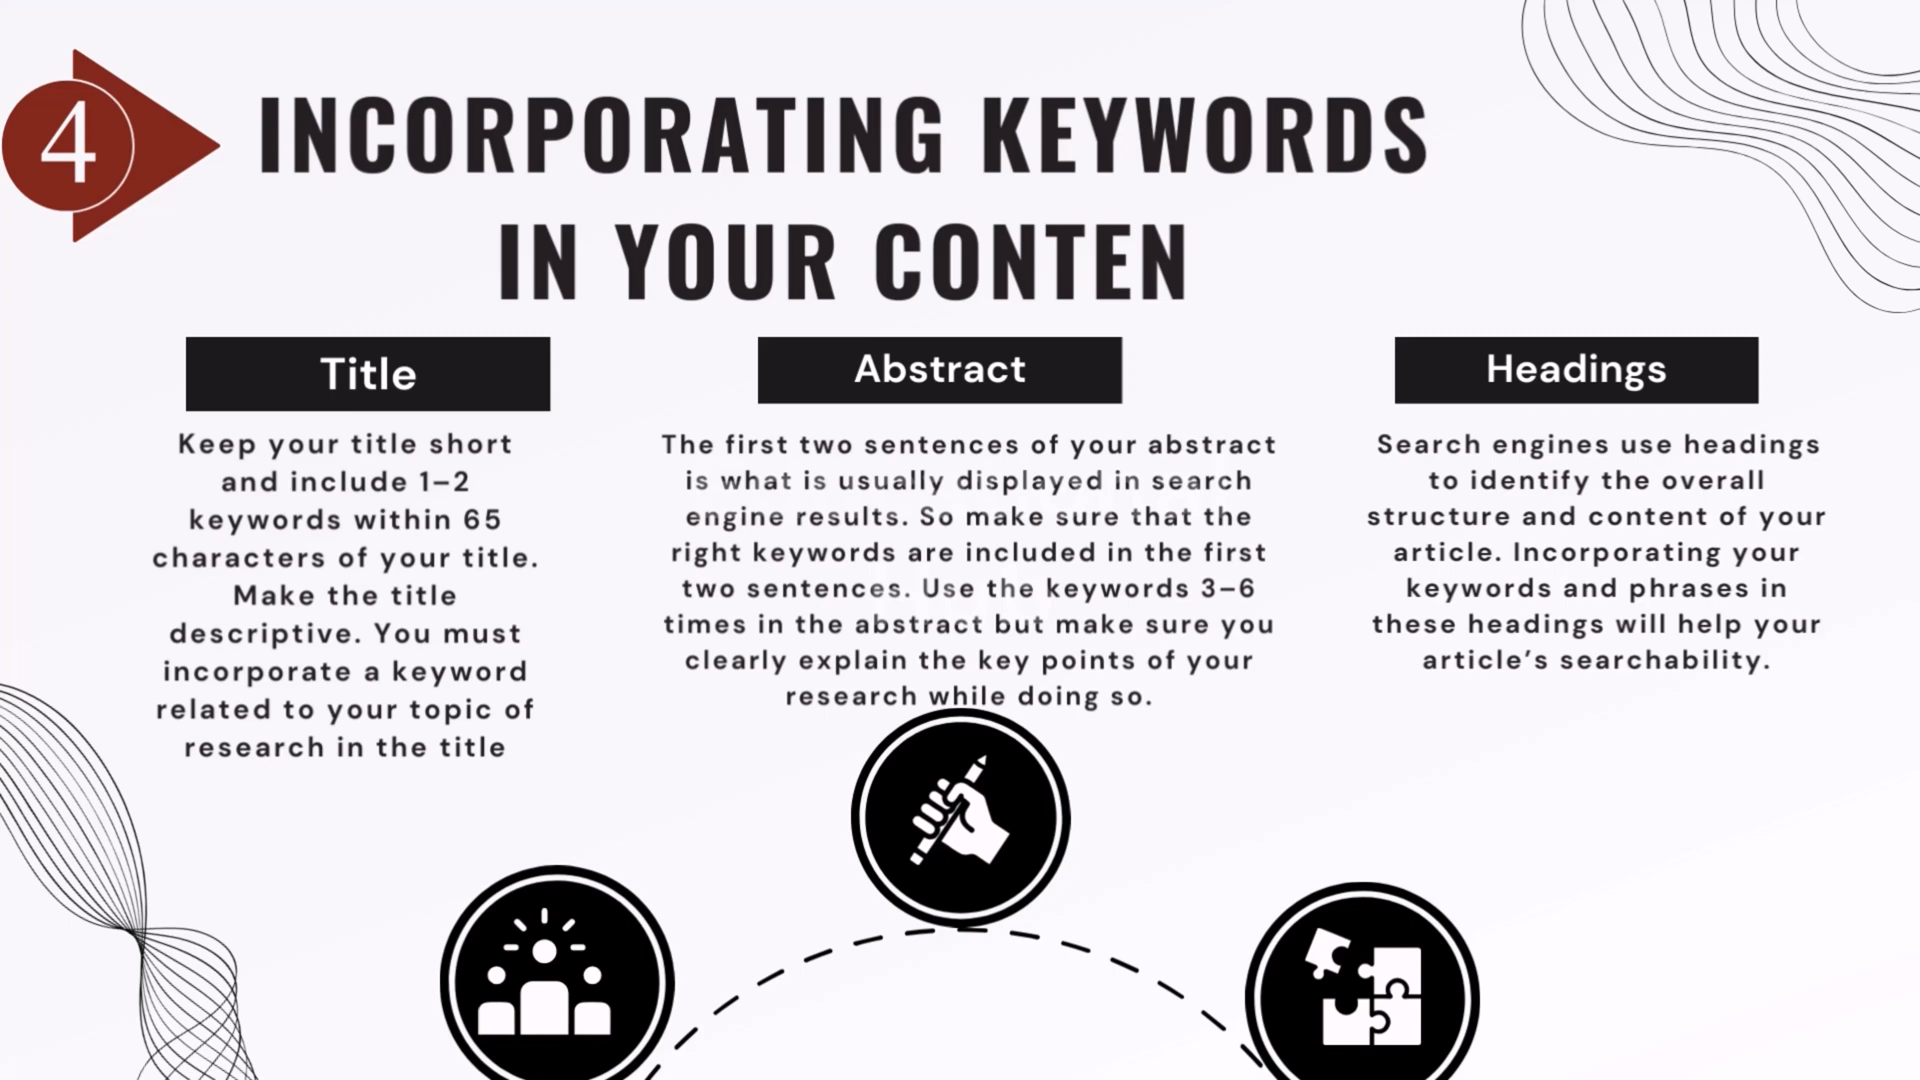 4
INCORPORATING KEYWORDS
IN YOUR CONTEN
Title
Keep your title short
and include 1–2
keywords within 65
characters of your title.
Make the title
descriptive. You must
incorporate a keyword
related to your topic of
research in the title
Abstract
The first two sentences of your abstract
is what is usually displayed in search
engine results. So make sure that the
right keywords are included in the first
two sentences. Use the keywords 3–6
times in the abstract but make sure you
clearly explain the key points of your
research while doing so.
Headings
Search engines use headings
to identify the overall
structure and content of your
article. Incorporating your
keywords and phrases in
these headings will help your
article’s searchability.